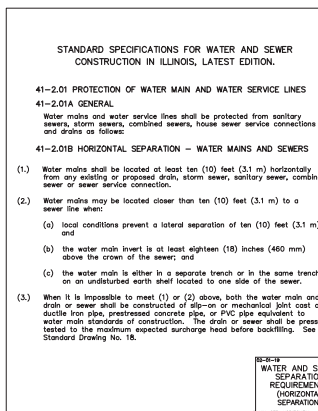 STANDARD SPECIFICATIONS FOR WATER AND SEWER
CONSTRUCTION IN ILLINOIS, LATEST EDITION.
41-2.01 PROTECTION OF WATER MAIN AND WATER SERVICE LINES
41-2.01A GENERAL
Water mains and water service lines shall be protected from sanitary
sewers, storm sewers, combined sewers, house sewer service connections
and drains as follows:
41-2.01B HORIZONTAL SEPARATION - WATER MAINS AND SEWERS
(1.) Water mains shall be located at least ten (10) feet (3.1 m) horizontally
from any existing or proposed drain, storm sewer, sanitary sewer, combin
sewer or sewer service connection.
(2.) Water mains may be located closer than ten (10) feet (3.1 m) to a
sewer line when:
(a) local conditions prevent a lateral separation of ten (10) feet (3.1 m
and
(b) the water main invert is at least eighteen (18) inches (460 mm)
above the crown of the sewer; and
(c) the water main is either in a separate trench or in the same trench
on an undisturbed earth shelf located to one side of the sewer.
(3.) When it is impossible to meet (1) or (2) above, both the water main and
drain or sewer shall be constructed of slip-on or mechanical joint cast o
ductile iron pipe, prestressed concrete pipe, or PVC pipe equivalent to
water main standards of construction. The drain or sewer shall be press
tested to the maximum expected surcharge head before backfilling. See
Standard Drawing No. 18.
02-01-19
WATER AND S
SEPARATIO
REQUIREMEN
(HORIZONTA
SEPARATION